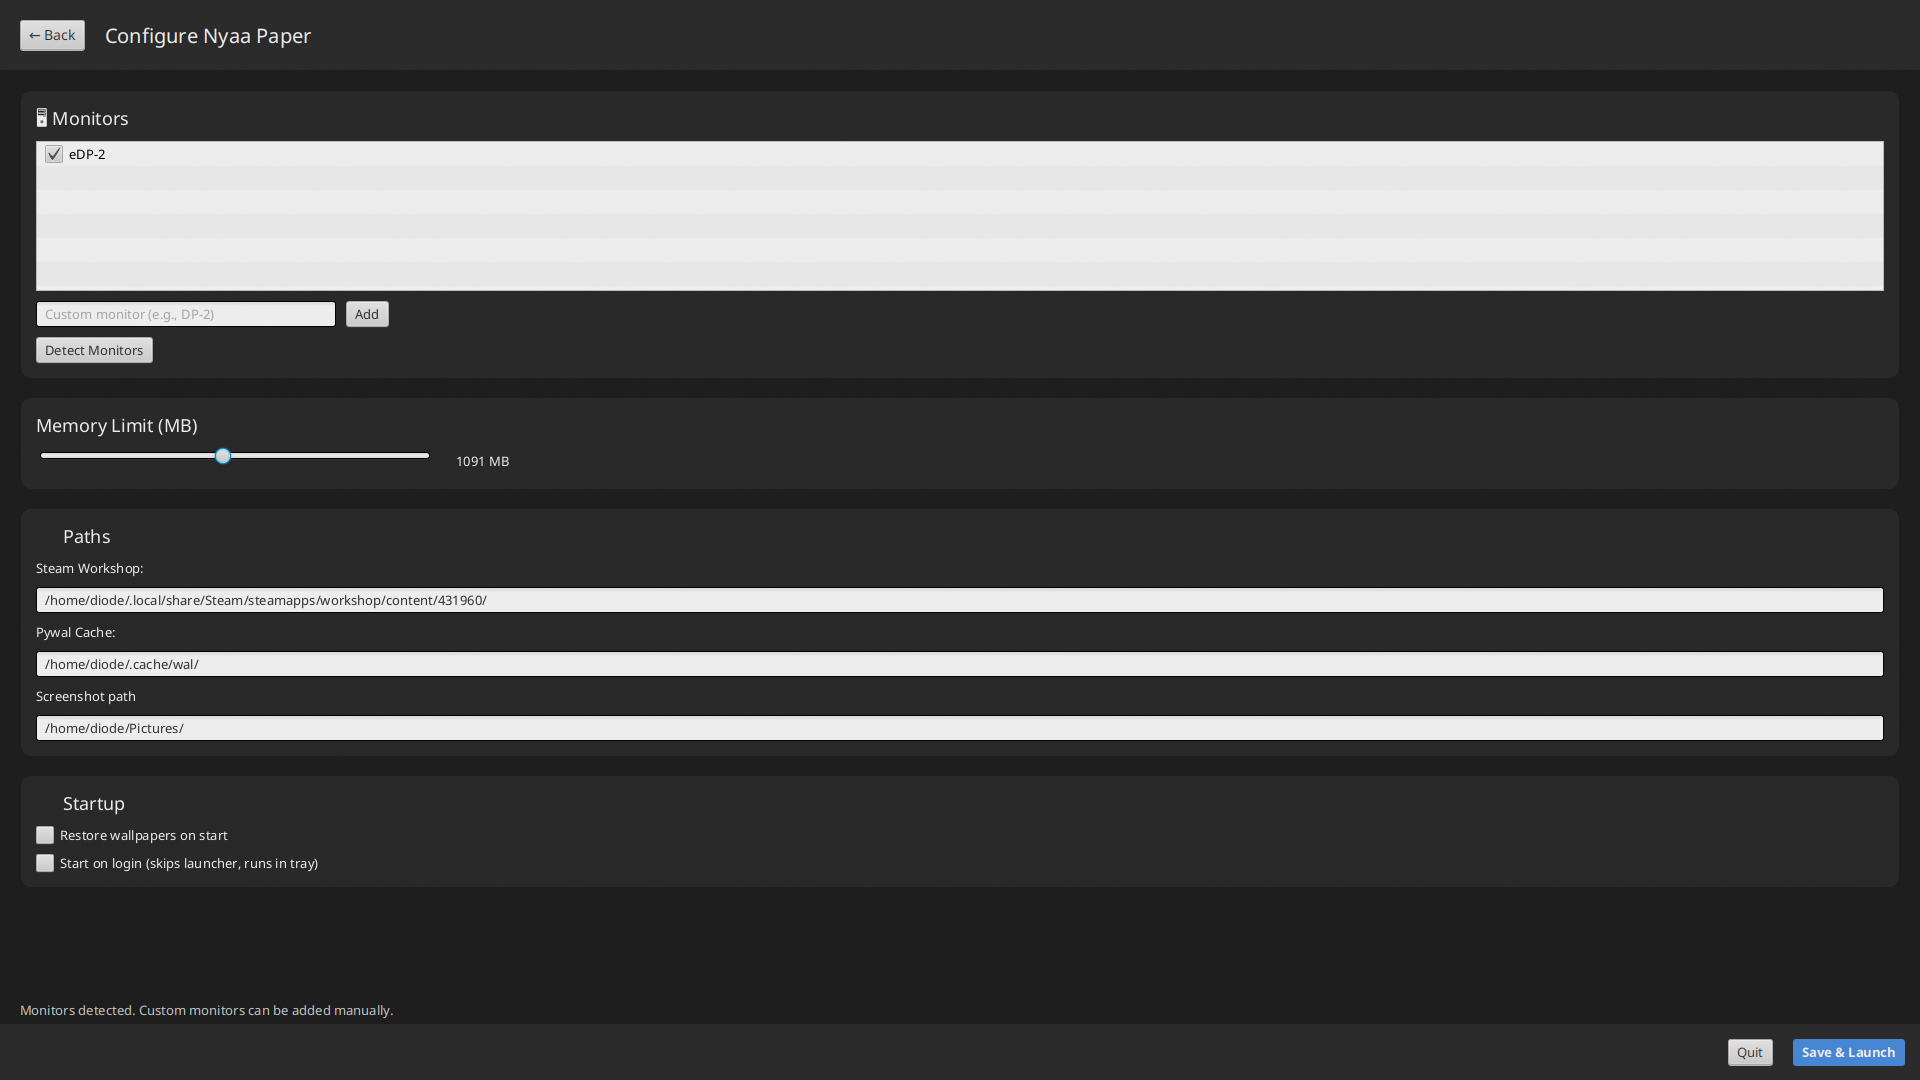 ← Back
Configure Nyaa Paper
Monitors
eDP-2
Custom monitor (e.g., DP-2)
Add
Detect Monitors
Memory Limit (MB)
1091 MB
Paths
Steam Workshop:
/home/diode/.local/share/Steam/steamapps/workshop/content/431960/
Pywal Cache:
/home/diode/.cache/wal/
Screenshot path
/home/diode/Pictures/
Startup
Restore wallpapers on start
Start on login (skips launcher, runs in tray)
Monitors detected. Custom monitors can be added manually.
Quit
Save & Launch